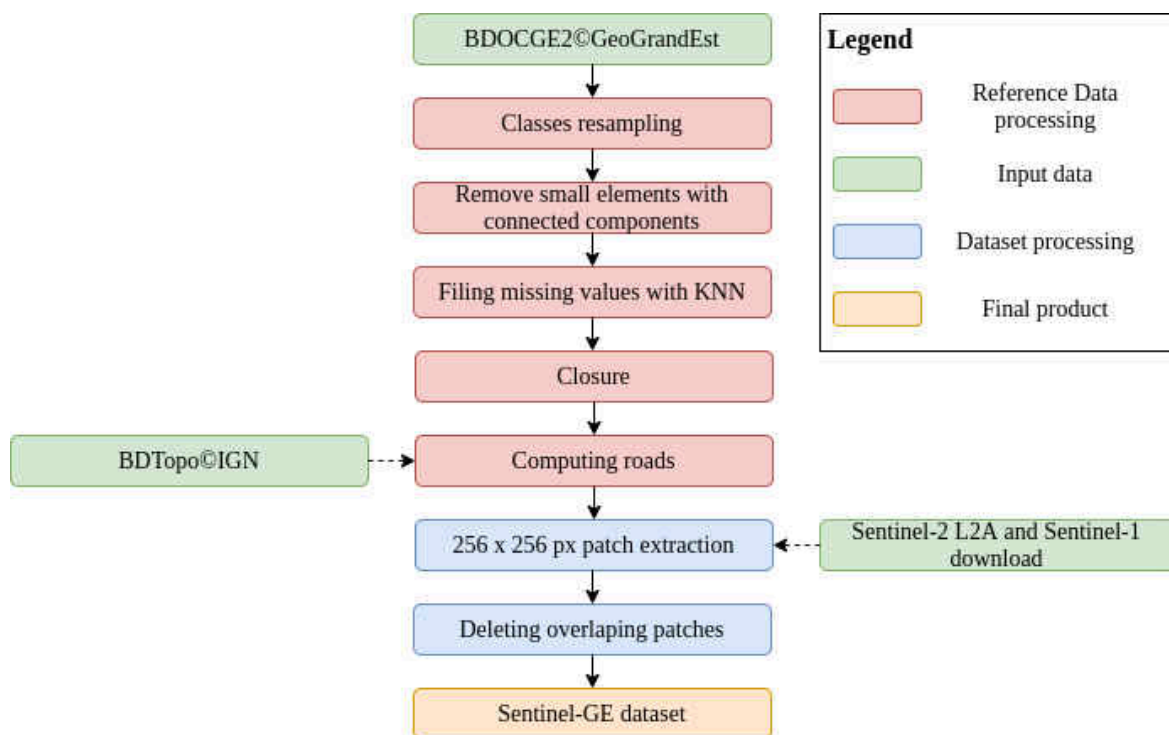 BDOCGE2©GeoGrandEst
Classes resampling
Remove small elements with
connected components
Filing missing values with KNN
Closure
BDTopo©IGN
Computing roads
256 x 256 px patch extraction
Sentinel-2 L2A and Sentinel-1
download
Deleting overlaping patches
Sentinel-GE dataset
Legend
Reference Data
processing
Input data
Dataset processing
Final product